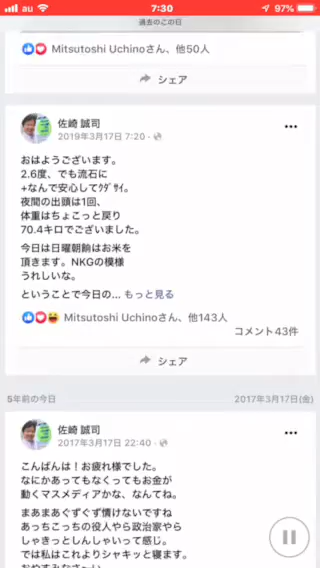 au 7:30 97%
過去のこの日
Mitsutoshi Uchinoさん、他50人
シェア
佐崎 誠司
2019年3月17日 7:20
おはようございます。
2.6度、でも流石に
+なんで安心してｸﾀﾞｻｲ。
夜間の出頭は1回、
体重はちょこっと戻り
70.4キロでございました。
今日は日曜朝餉はお米を
頂きます。NKGの模様
うれしいな。
ということで今日の... もっと見る
Mitsutoshi Uchinoさん、他143人
コメント43件
シェア
5年前の今日 2017年3月17日(金)
佐崎 誠司
2017年3月17日 22:40
こんばんは！お疲れ様でした。
なにかあってもなくってもお金が
動くマスメディアかな、なんてね。
まあまあぐずぐず情けないですね
あっちこっちの役人やら政治家やら
しゃきっとしんしゃいって感じ。
では私はこれよりシャキッと寝ます。
おやすみなさ〜い